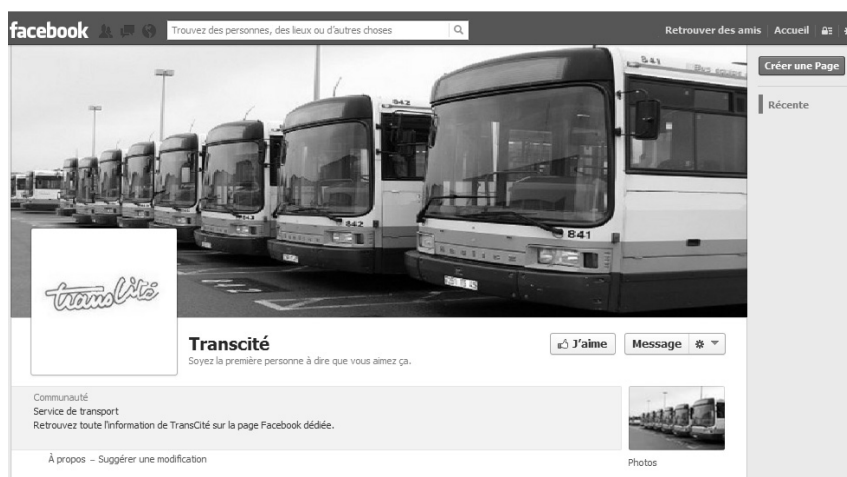 facebook
Trouvez des personnes, des lieux ou d'autres choses
Retrouver des amis
Accueil
Créer une Page
Récente
841
842
842
841
transCité
Transcité
Soyez la première personne à dire que vous aimez ça.
J'aime
Message
Communauté
Service de transport
Retrouvez toute l'information de TransCité sur la page Facebook dédiée.
À propos – Suggérer une modification
Photos